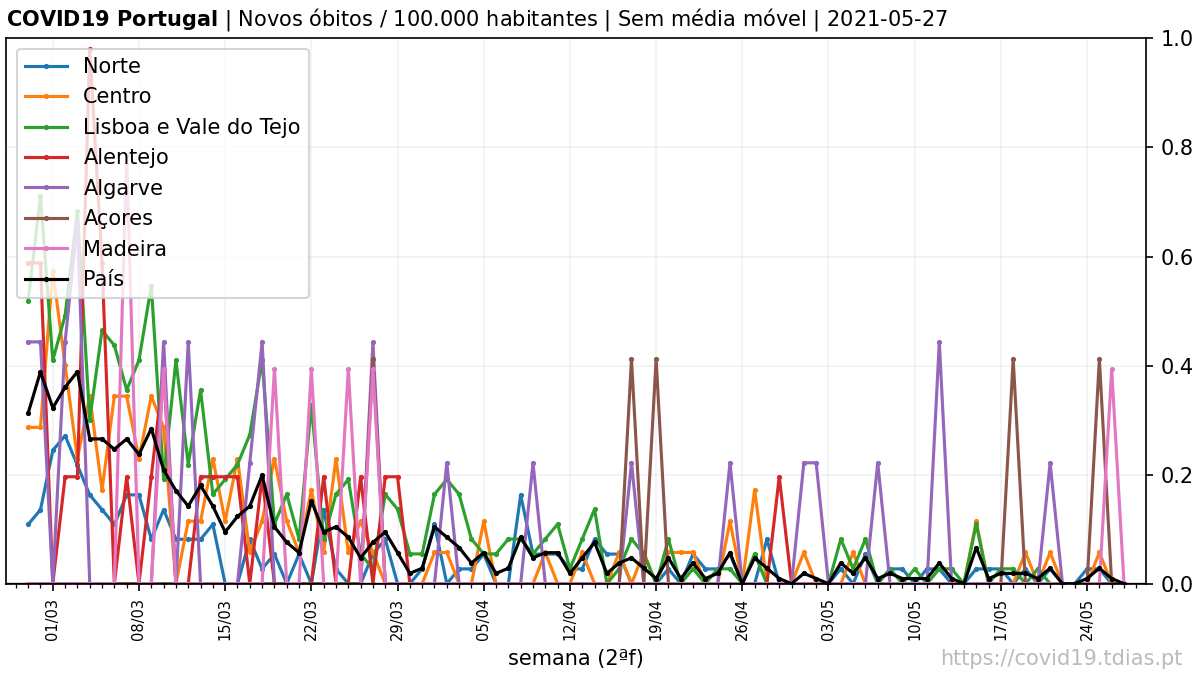 COVID19 Portugal | Novos óbitos / 100.000 habitantes | Sem média móvel | 2021-05-27
Norte
Centro
Lisboa e Vale do Tejo
Alentejo
Algarve
Açores
Madeira
País
1.0
0.8
0.6
0.4
0.2
0.0
01/03 08/03 15/03 22/03 29/03 05/04 12/04 19/04 26/04 03/05 10/05 17/05 24/05
semana (2ªf)
https://covid19.tdias.pt